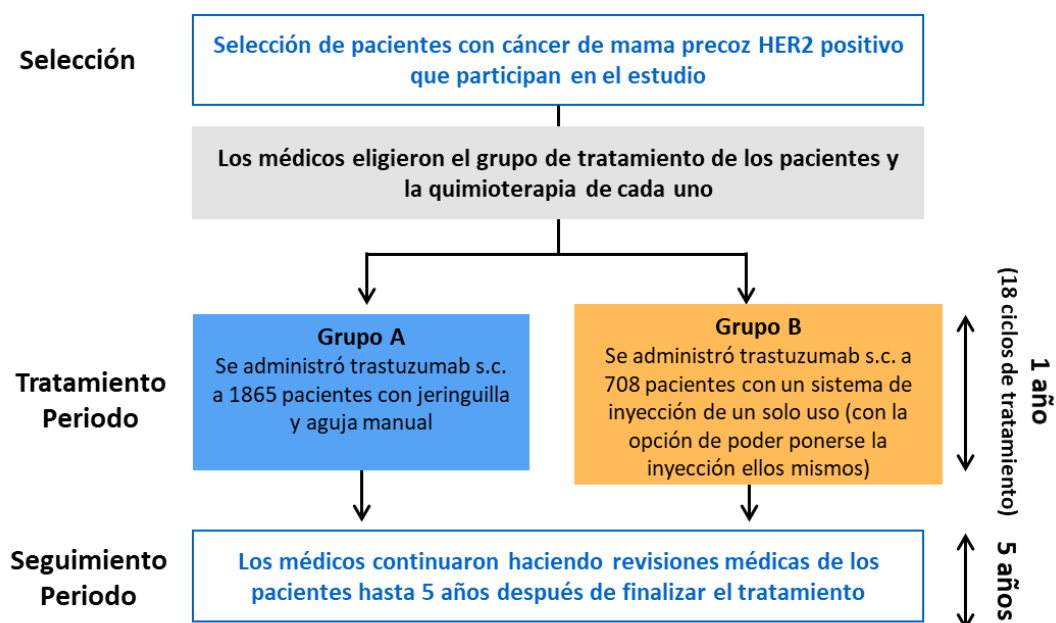 Selección
Selección de pacientes con cáncer de mama precoz HER2 positivo
que participan en el estudio
Los médicos eligieron el grupo de tratamiento de los pacientes y
la quimioterapia de cada uno
Tratamiento
Periodo
Grupo A
Se administró trastuzumab s.c.
a 1865 pacientes con jeringuilla
y aguja manual
Grupo B
Se administró trastuzumab s.c. a
708 pacientes con un sistema de
inyección de un solo uso (con la
opción de poder ponerse la
inyección ellos mismos)
1 año
(18 ciclos de tratamiento)
Seguimiento
Periodo
Los médicos continuaron haciendo revisiones médicas de los
pacientes hasta 5 años después de finalizar el tratamiento
5 años